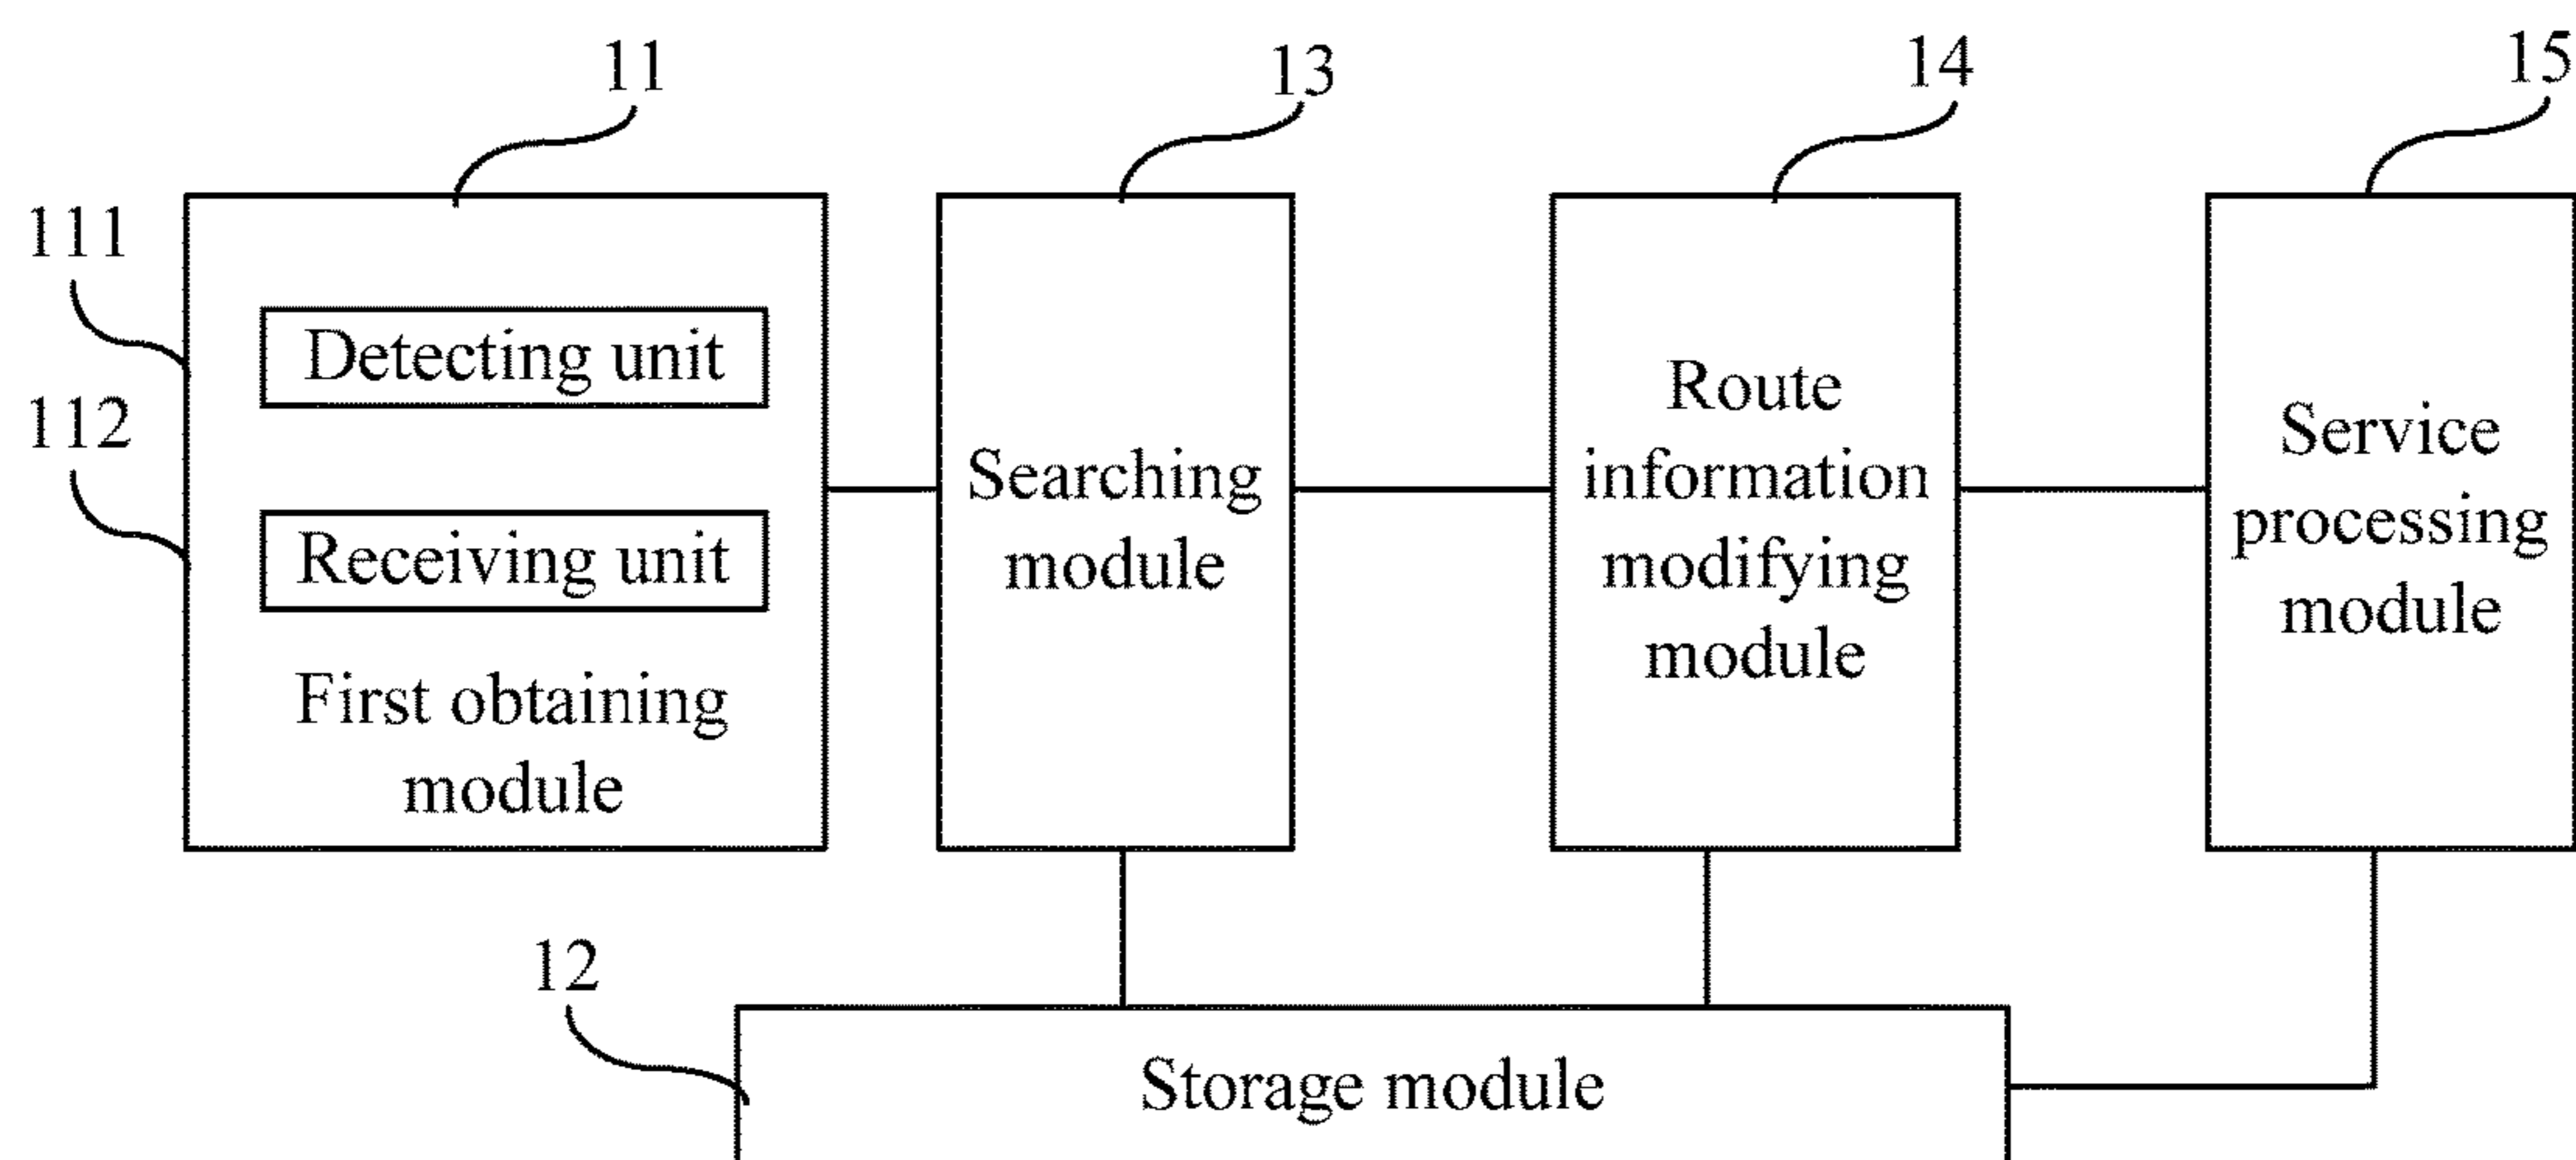 11
13
14
15
111
Detecting unit
112
Receiving unit
First obtaining
module
Searching
module
Route
information
modifying
module
Service
processing
module
12
Storage module